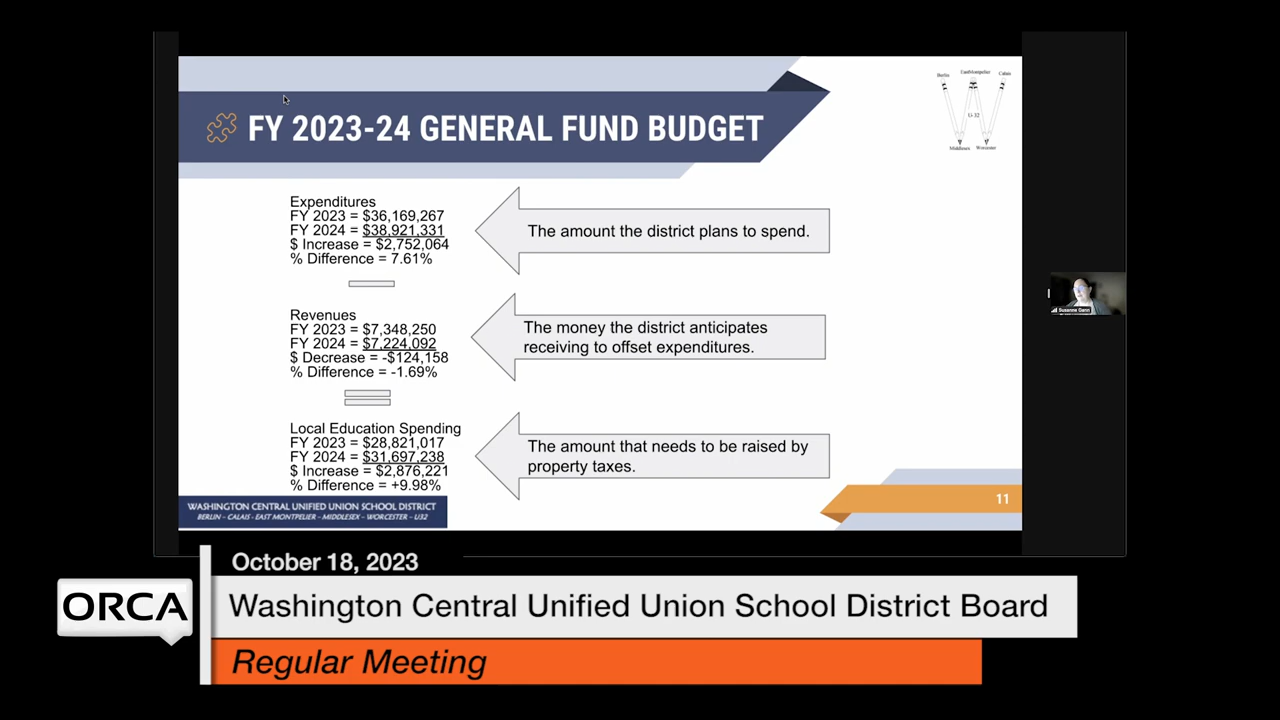 FY 2023-24 GENERAL FUND BUDGET
Berlin
EastMontpelier
Calais
U-32
Middlesex
Worcester
Expenditures
FY 2023 = $36,169,267
FY 2024 = $38,921,331
$ Increase = $2,752,064
% Difference = 7.61%
The amount the district plans to spend.
Revenues
FY 2023 = $7,348,250
FY 2024 = $7,224,092
$ Decrease = -$124,158
% Difference = -1.69%
The money the district anticipates
receiving to offset expenditures.
Local Education Spending
FY 2023 = $28,821,017
FY 2024 = $31,697,238
$ Increase = $2,876,221
% Difference = +9.98%
The amount that needs to be raised by
property taxes.
WASHINGTON CENTRAL UNIFIED UNION SCHOOL DISTRICT
BERLIN – CALAIS - EAST MONTPELIER – MIDDLESEX – WORCESTER – U32
11
Susanne Gann
October 18, 2023
ORCA
Washington Central Unified Union School District Board
Regular Meeting